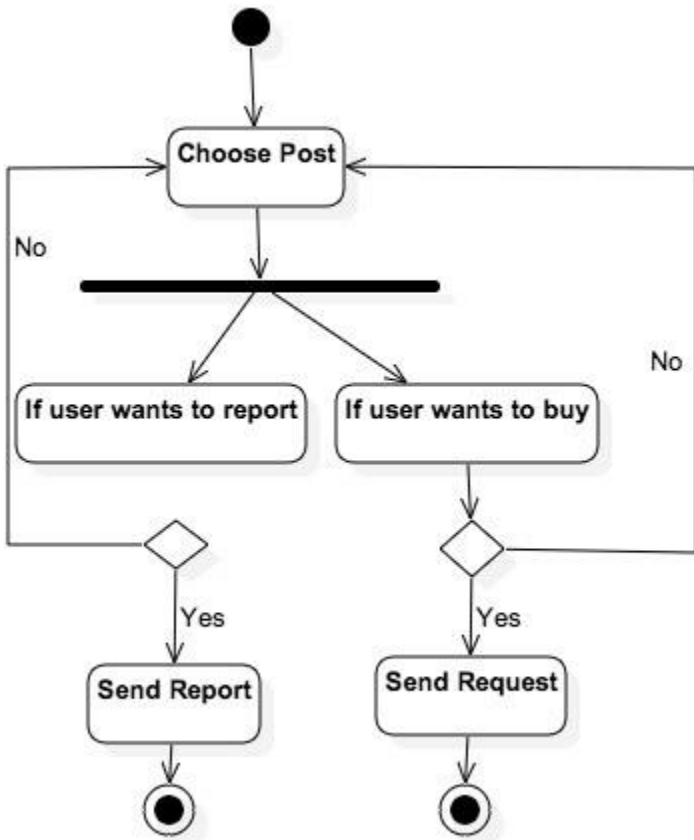 Choose Post
No
No
If user wants to report
If user wants to buy
Yes
Yes
Send Report
Send Request